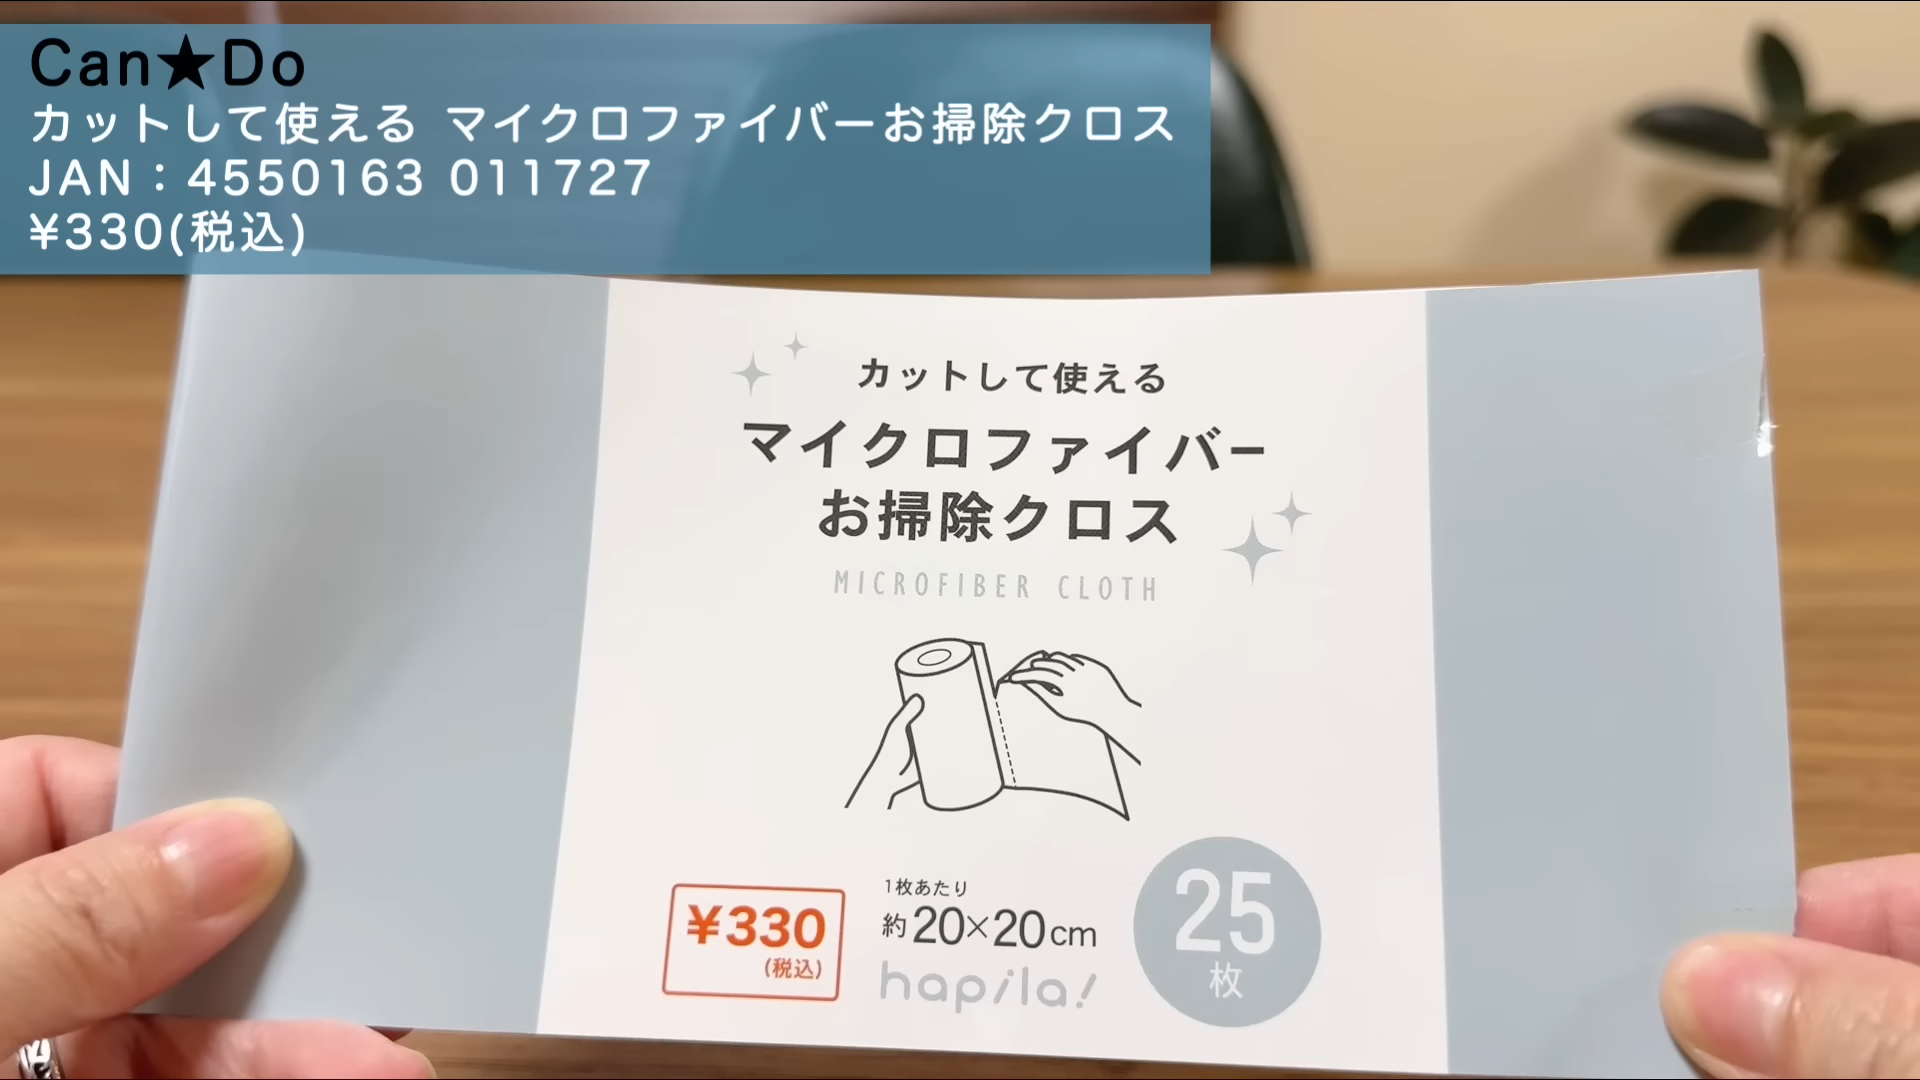 Can★Do
カットして使える マイクロファイバーお掃除クロス
JAN：4550163 011727
¥330(税込)
カットして使える
マイクロファイバー
お掃除クロス
MICROFIBER CLOTH
¥330
(税込)
1枚あたり
約20×20cm
hapila!
25
枚